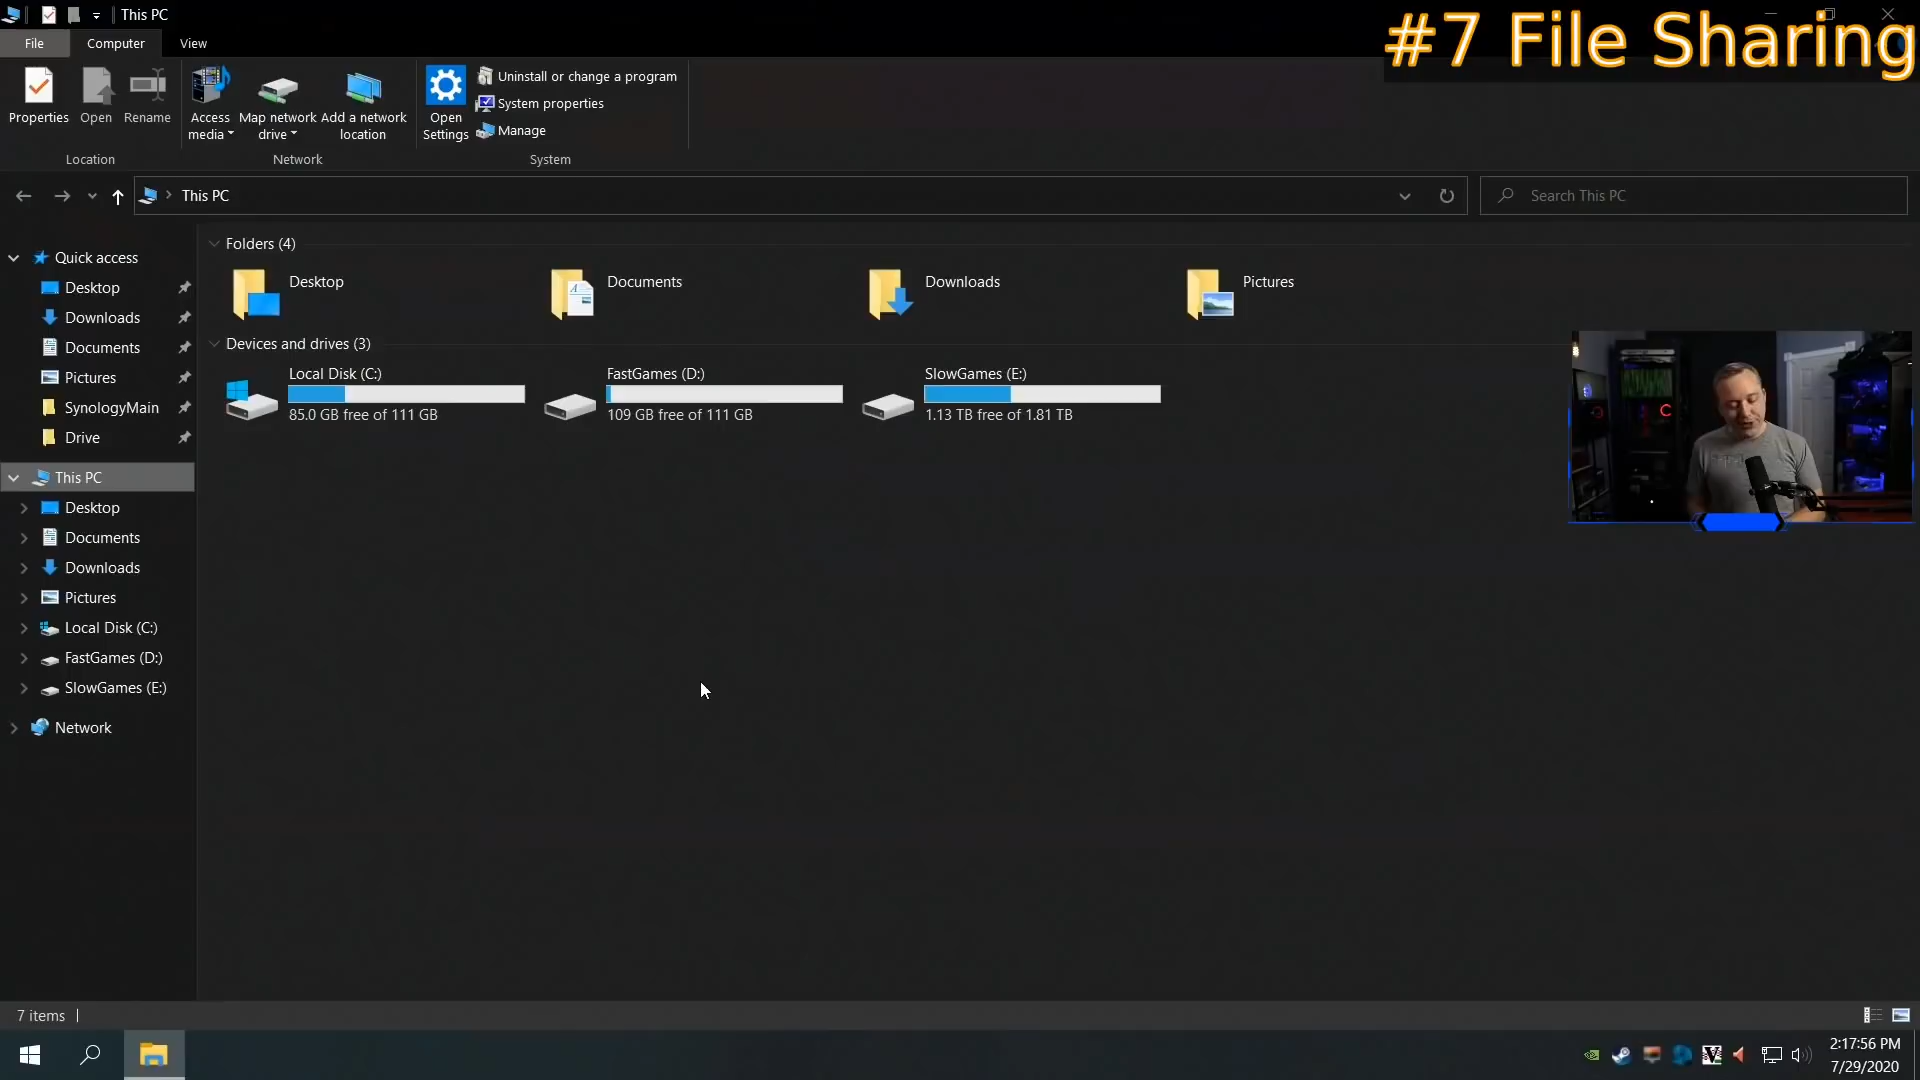 This PC
#7 File Sharing
File
Computer
View
Properties
Open
Rename
Access media
Map network drive
Add a network location
Open Settings
Uninstall or change a program
System properties
Manage
Location
Network
System
This PC
Search This PC
Quick access
Desktop
Downloads
Documents
Pictures
SynologyMain
Drive
This PC
Desktop
Documents
Downloads
Pictures
Local Disk (C:)
FastGames (D:)
SlowGames (E:)
Network
Folders (4)
Desktop
Documents
Downloads
Pictures
Devices and drives (3)
Local Disk (C:)
85.0 GB free of 111 GB
FastGames (D:)
109 GB free of 111 GB
SlowGames (E:)
1.13 TB free of 1.81 TB
7 items
2:17:56 PM
7/29/2020